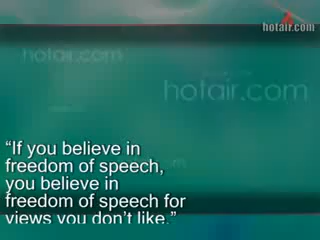 hotair.com
hotair.com
hotair.com
"If you believe in
freedom of speech,
you believe in
freedom of speech for
views you don't like."